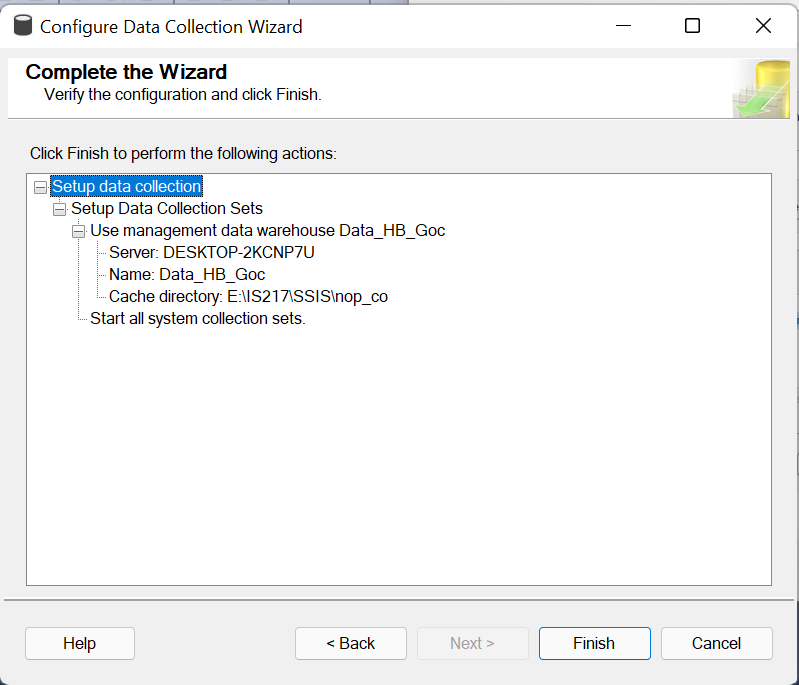 Configure Data Collection Wizard
Complete the Wizard
Verify the configuration and click Finish.
Click Finish to perform the following actions:
Setup data collection
Setup Data Collection Sets
Use management data warehouse Data_HB_Goc
Server: DESKTOP-2KCNP7U
Name: Data_HB_Goc
Cache directory: E:\IS217\SSIS\nop_co
Start all system collection sets.
Help
< Back
Next >
Finish
Cancel